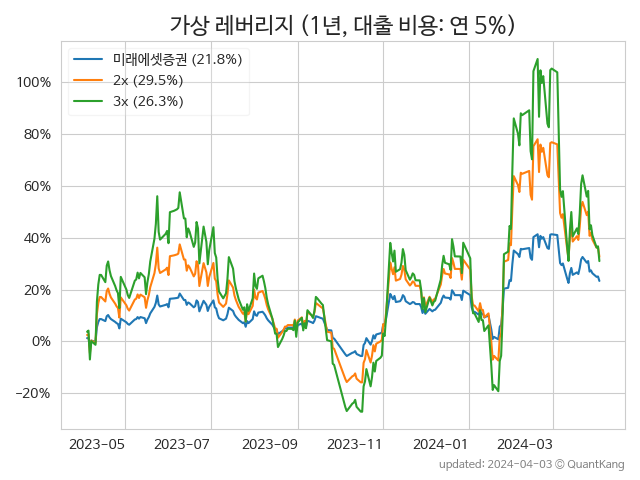 가상 레버리지 (1년, 대출 비용: 연 5%)
미래에셋증권 (21.8%)
2x (29.5%)
3x (26.3%)
100%
80%
60%
40%
20%
0%
−20%
2023-05 2023-07 2023-09 2023-11 2024-01 2024-03
updated: 2024-04-03 © QuantKang